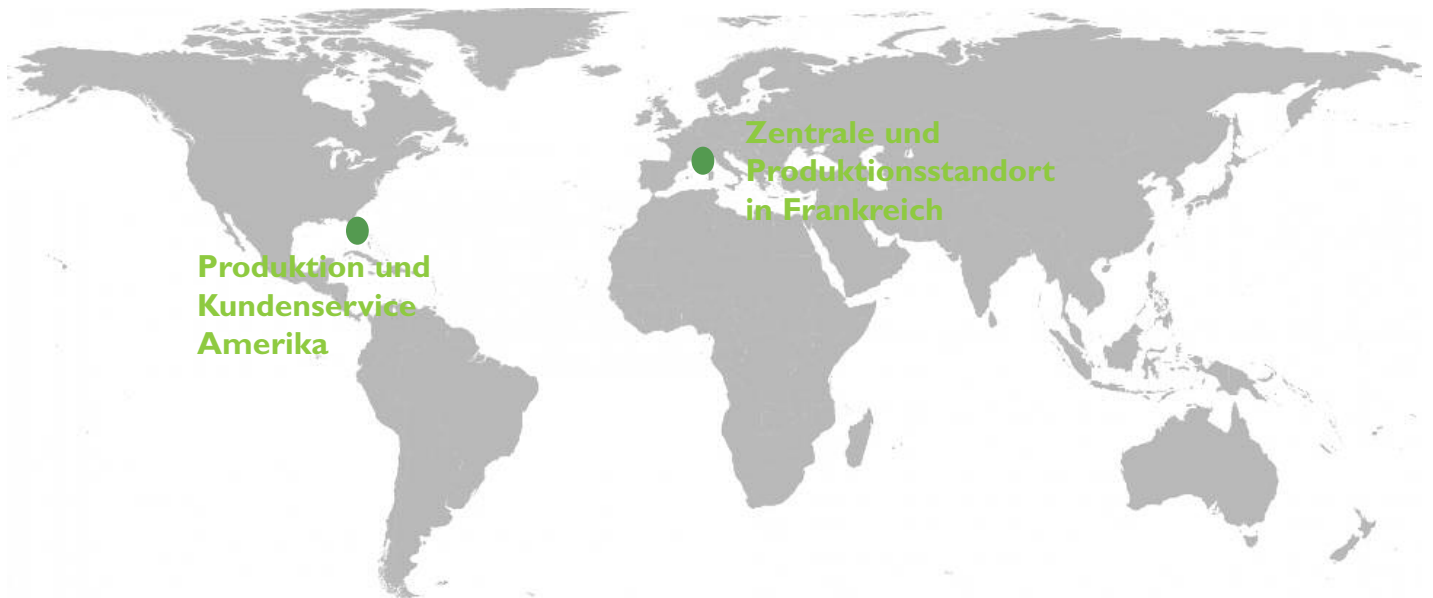 Zentrale und
Produktionsstandort
in Frankreich
Produktion und
Kundenservice
Amerika